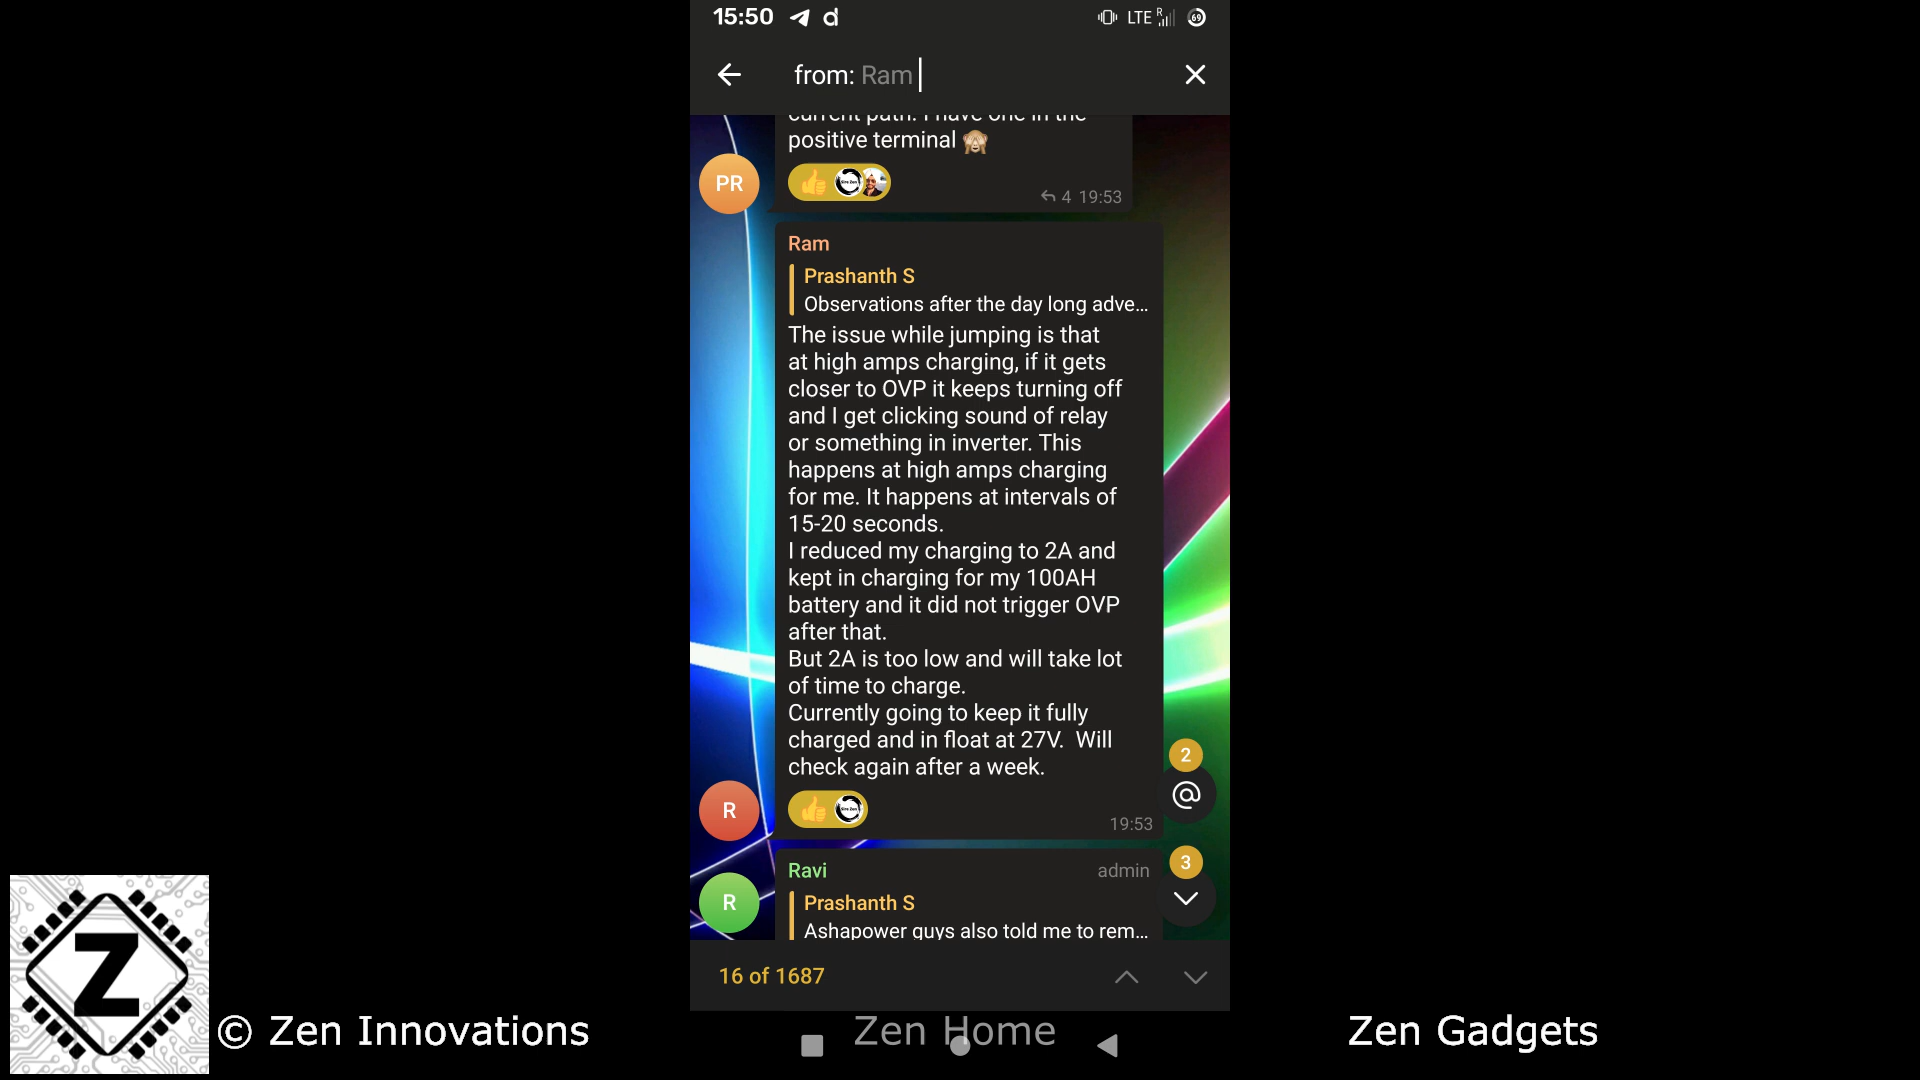 15:50
LTE R
69
from: Ram
current path. I have one in the
positive terminal
PR
4 19:53
Ram
Prashanth S
Observations after the day long adve...
The issue while jumping is that
at high amps charging, if it gets
closer to OVP it keeps turning off
and I get clicking sound of relay
or something in inverter. This
happens at high amps charging
for me. It happens at intervals of
15-20 seconds.
I reduced my charging to 2A and
kept in charging for my 100AH
battery and it did not trigger OVP
after that.
But 2A is too low and will take lot
of time to charge.
Currently going to keep it fully
charged and in float at 27V.  Will
check again after a week.
2
@
R
19:53
Ravi admin
3
R
Prashanth S
Ashapower guys also told me to rem...
16 of 1687
Z
© Zen Innovations
Zen Home
Zen Gadgets